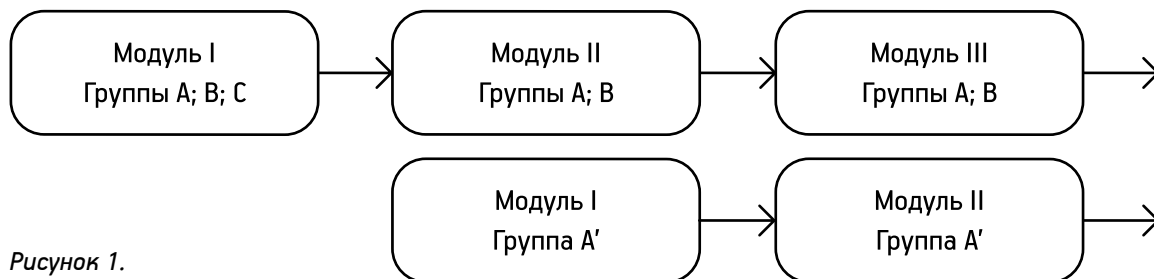 Модуль I
Группы А; В; С
Модуль II
Группы А; В
Модуль III
Группы А; В
Модуль I
Группа А′
Модуль II
Группа А′
Рисунок 1.